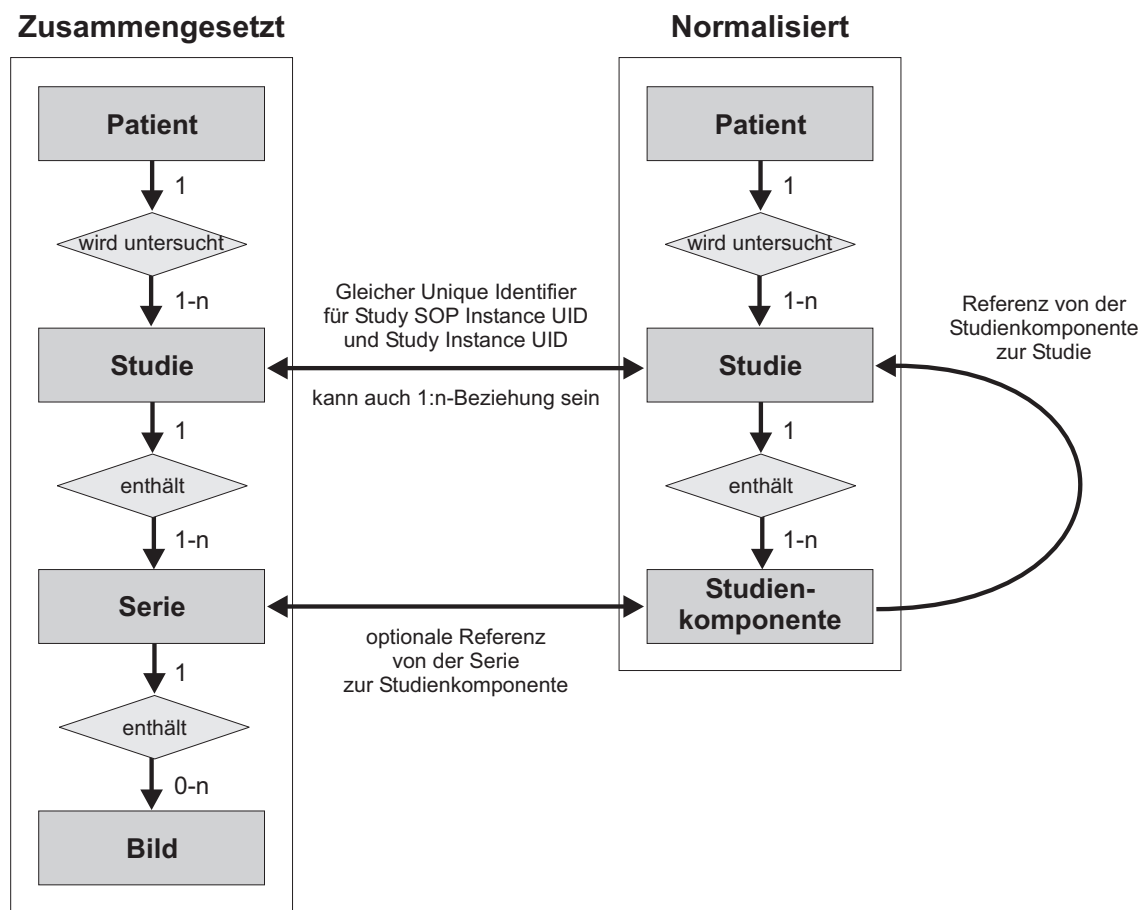 Zusammengesetzt
Patient
1
wird untersucht
1-n
Studie
1
enthält
1-n
Serie
1
enthält
0-n
Bild
Gleicher Unique Identifier
für Study SOP Instance UID
und Study Instance UID
kann auch 1:n-Beziehung sein
optionale Referenz
von der Serie
zur Studienkomponente
Normalisiert
Patient
1
wird untersucht
1-n
Studie
1
enthält
1-n
Studien-
komponente
Referenz von der
Studienkomponente
zur Studie